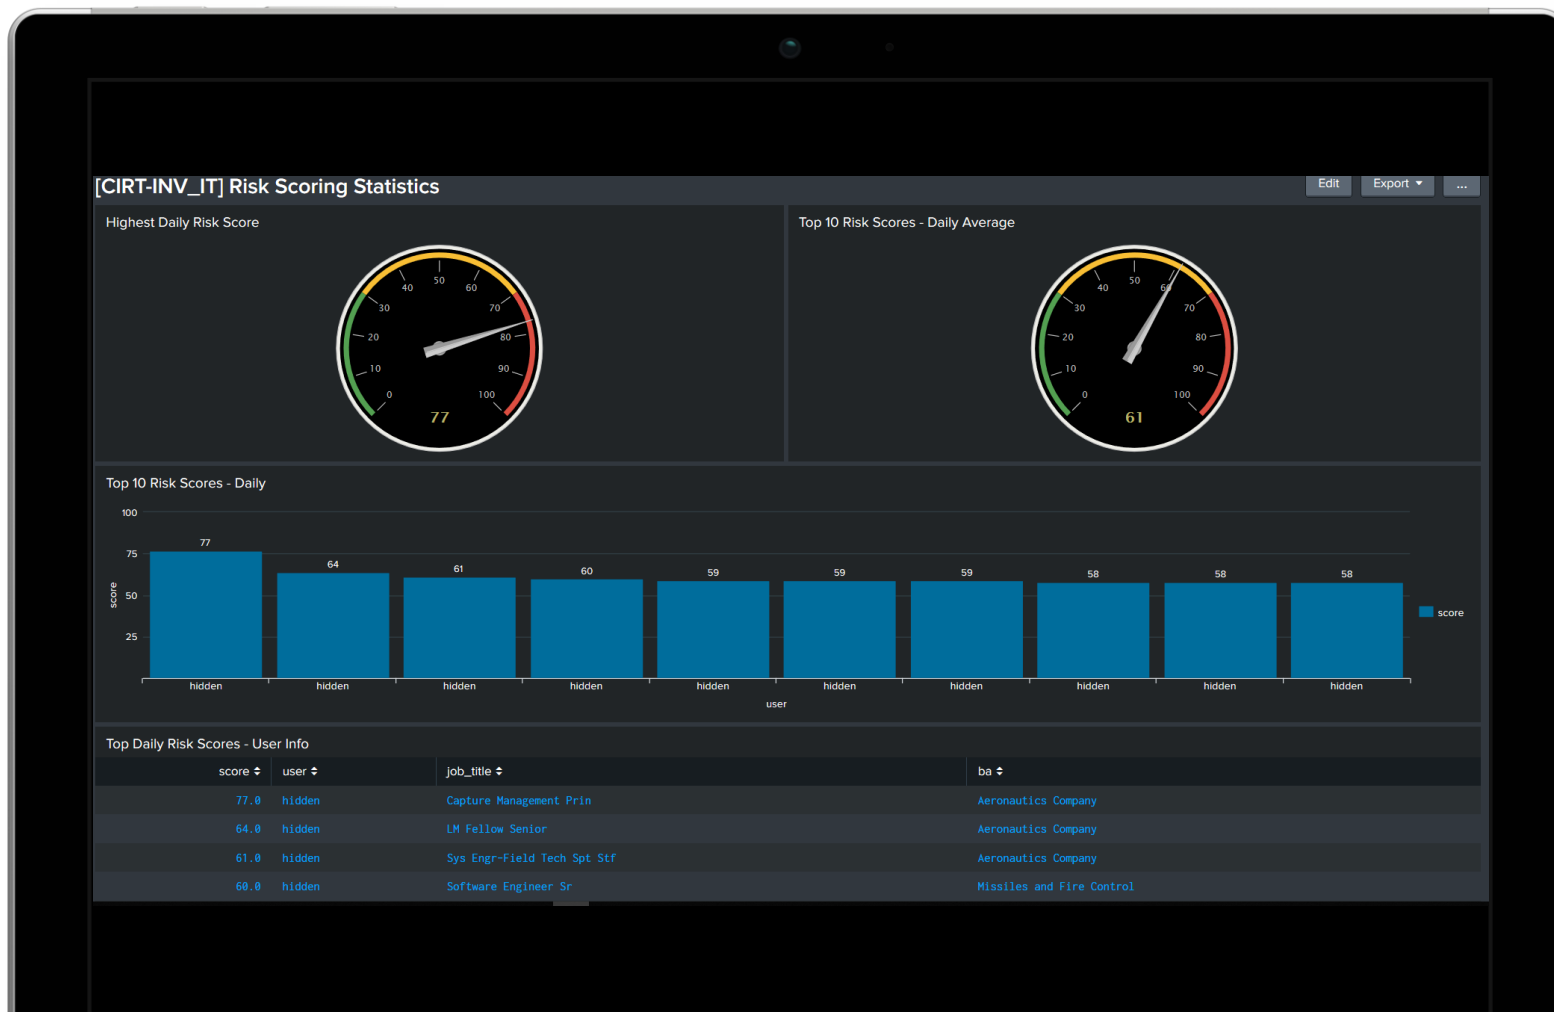 [CIRT-INV_IT] Risk Scoring Statistics
Edit
Export
...
Highest Daily Risk Score
0
10
20
30
40
50
60
70
80
90
100
77
Top 10 Risk Scores - Daily Average
0
10
20
30
40
50
60
70
80
90
100
61
Top 10 Risk Scores - Daily
100
75
50
25
score
77
64
61
60
59
59
59
58
58
58
hidden hidden hidden hidden hidden hidden hidden hidden hidden hidden
user
score
Top Daily Risk Scores - User Info
score user job_title ba
77.0 hidden Capture Management Prin Aeronautics Company
64.0 hidden LM Fellow Senior Aeronautics Company
61.0 hidden Sys Engr-Field Tech Spt Stf Aeronautics Company
60.0 hidden Software Engineer Sr Missiles and Fire Control